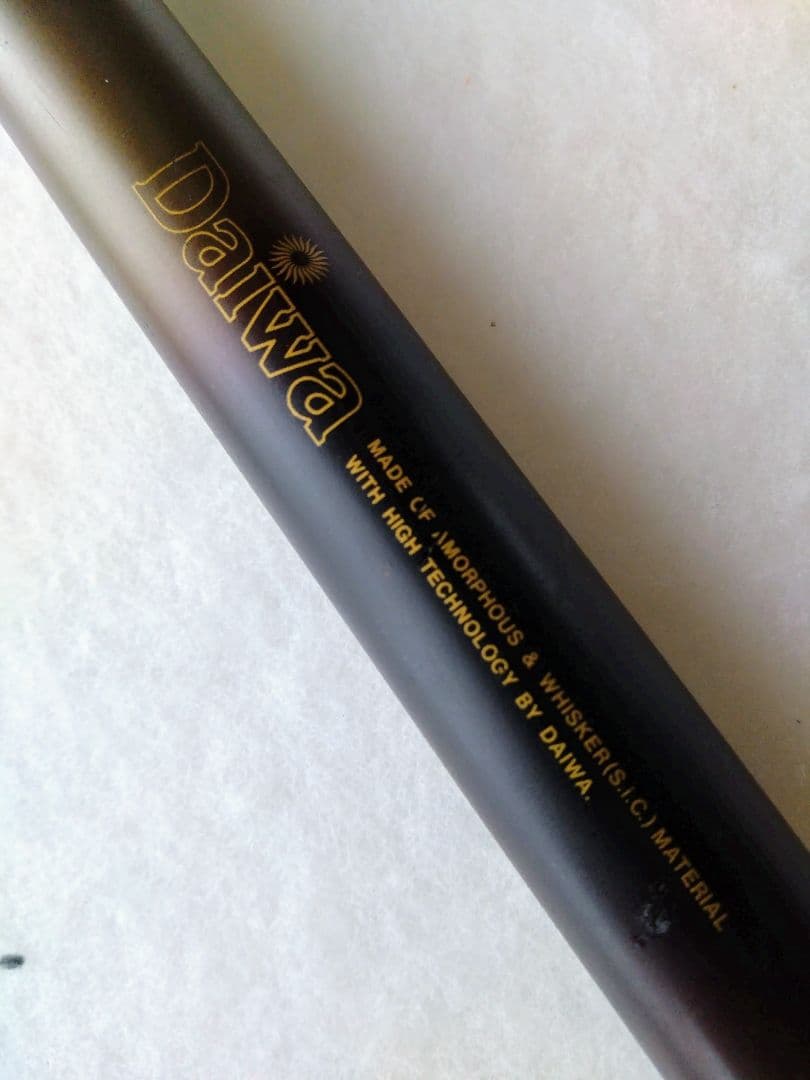 Daiwa
MADE OF AMORPHOUS & WHISKER(S.I.C.) MATERIAL
WITH HIGH TECHNOLOGY BY DAIWA.